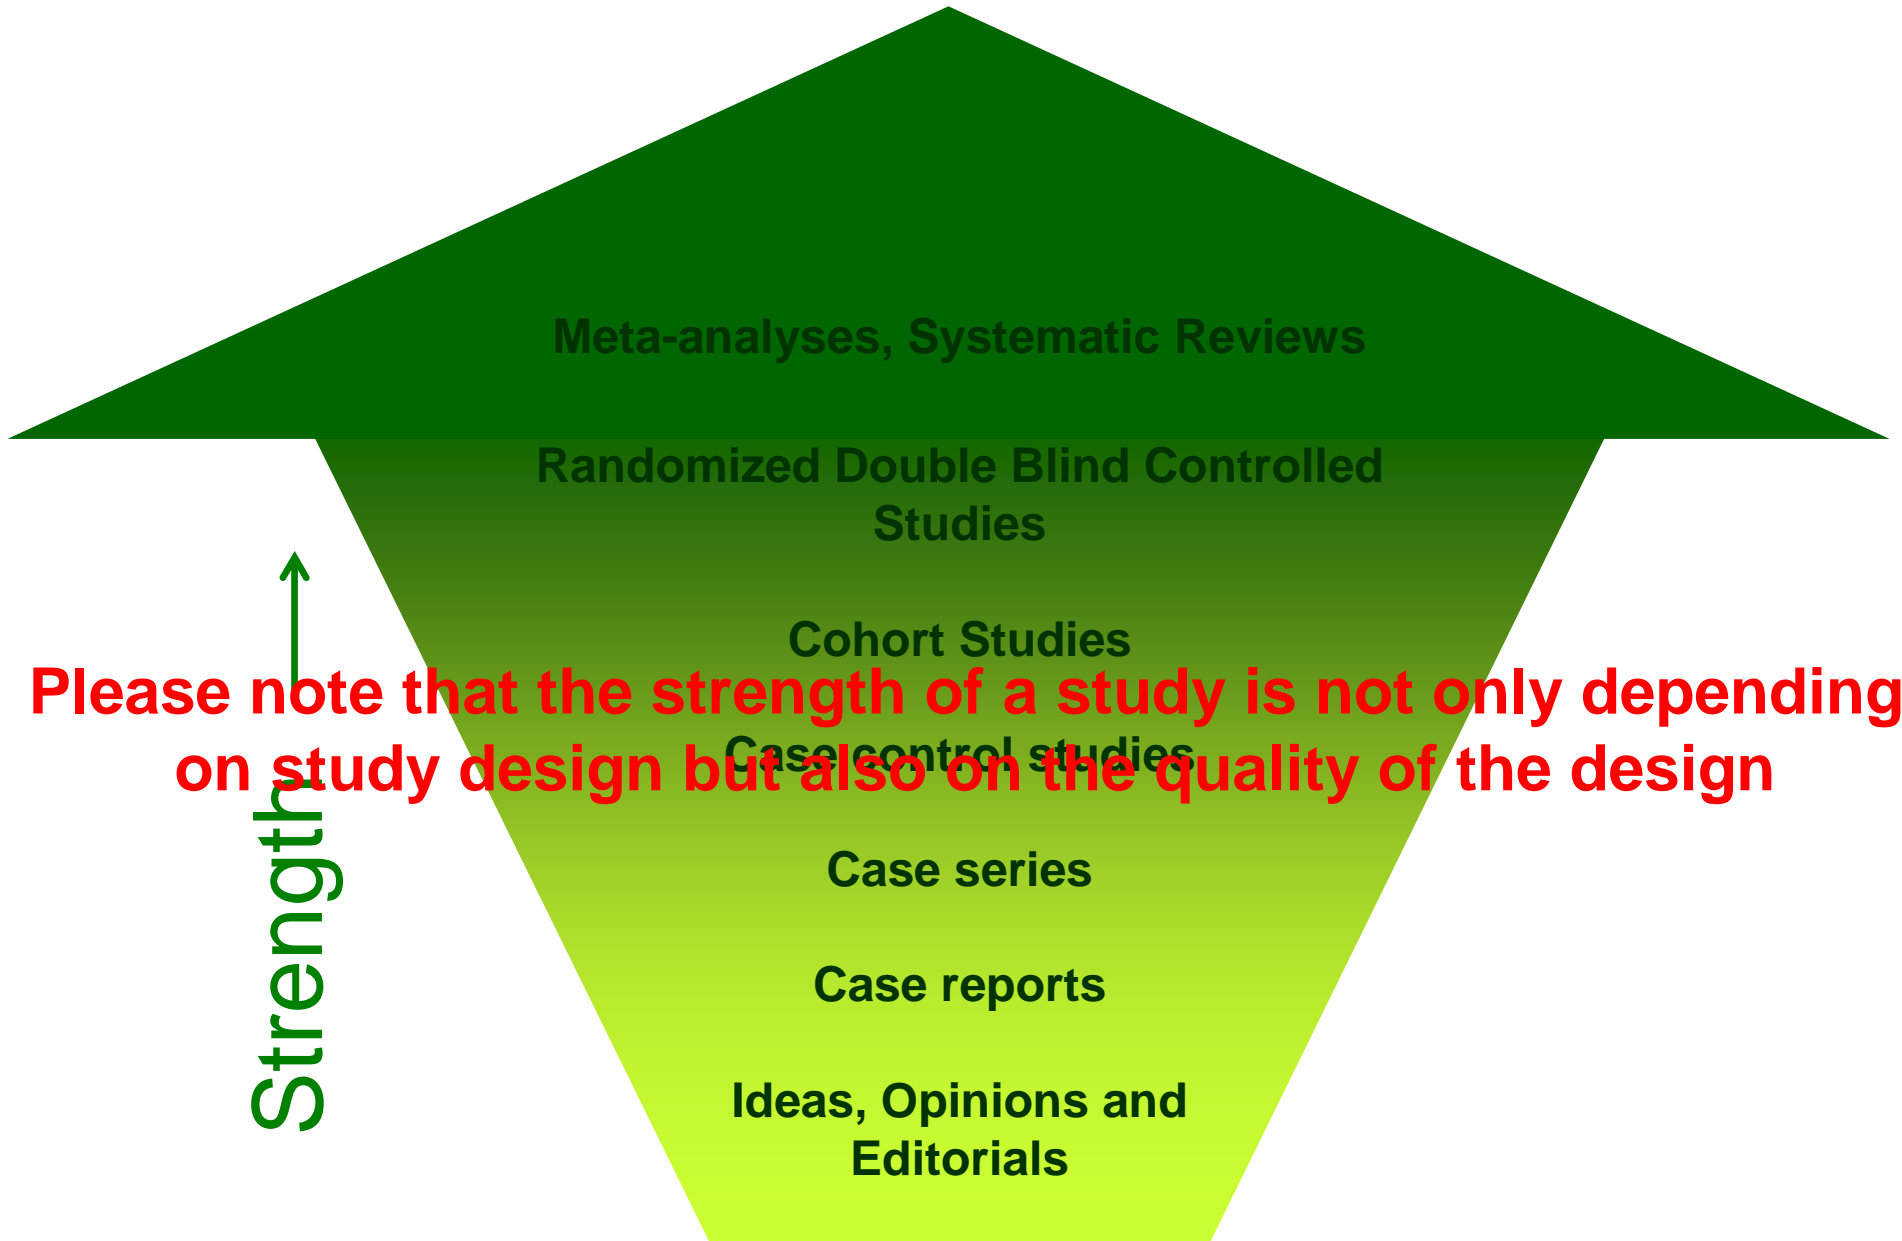 Meta-analyses, Systematic Reviews
Randomized Double Blind Controlled
Studies
Cohort Studies
Please note that the strength of a study is not only depending
Case control studies
on study design but also on the quality of the design
Case series
Case reports
Ideas, Opinions and
Editorials
Strength